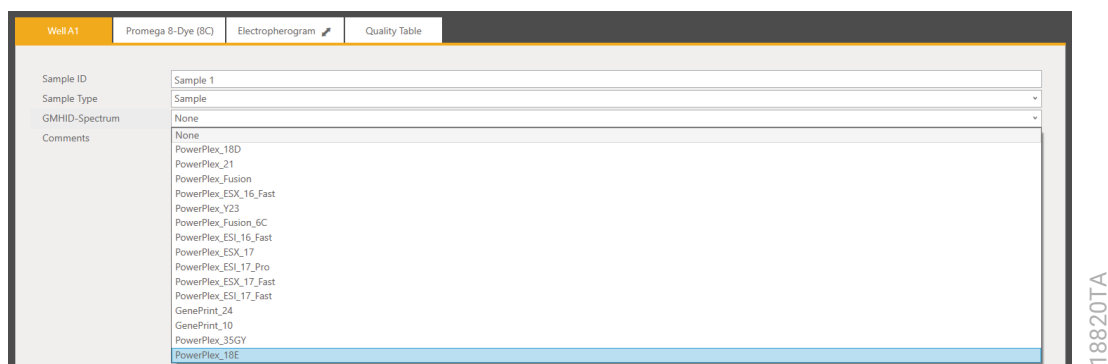 Well A1 Promega 8-Dye (8C) Electropherogram Quality Table
Sample ID Sample 1
Sample Type Sample
GMHID-Spectrum None
Comments None
PowerPlex_18D
PowerPlex_21
PowerPlex_Fusion
PowerPlex_ESX_16_Fast
PowerPlex_Y23
PowerPlex_Fusion_6C
PowerPlex_ESI_16_Fast
PowerPlex_ESX_17
PowerPlex_ESI_17_Pro
PowerPlex_ESX_17_Fast
PowerPlex_ESI_17_Fast
GenePrint_24
GenePrint_10
PowerPlex_35GY
PowerPlex_18E
18820TA